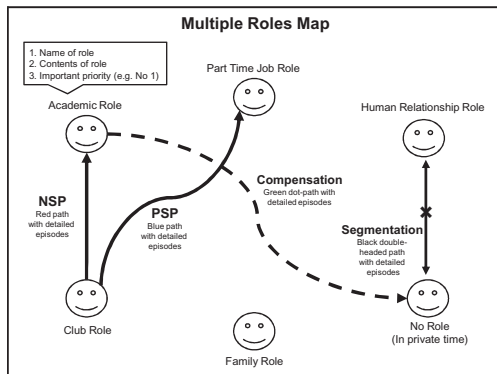 Multiple Roles Map
1. Name of role
2. Contents of role
3. Important priority (e.g. No 1)
Academic Role
Part Time Job Role
Human Relationship Role
NSP
Red path
with detailed
episodes
PSP
Blue path
with detailed
episodes
Compensation
Green dot-path with
detailed episodes
Segmentation
Black double-
headed path
with detailed
episodes
Club Role
Family Role
No Role
(In private time)